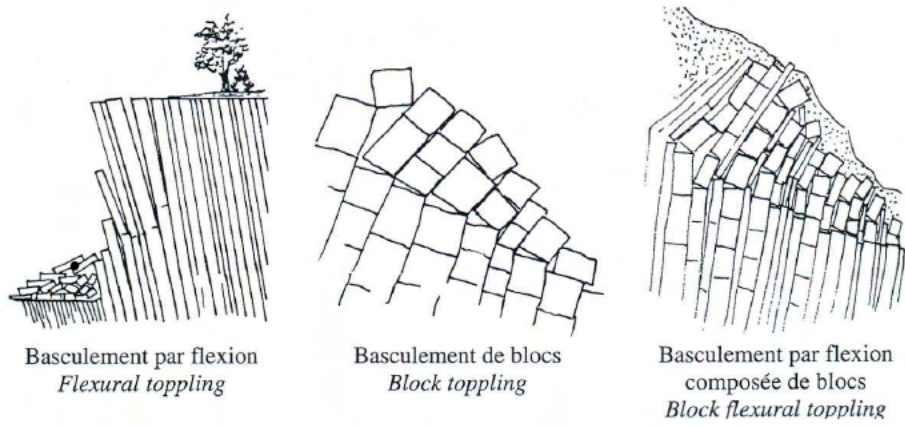 Basculement par flexion
Flexural toppling
Basculement de blocs
Block toppling
Basculement par flexion
composée de blocs
Block flexural toppling